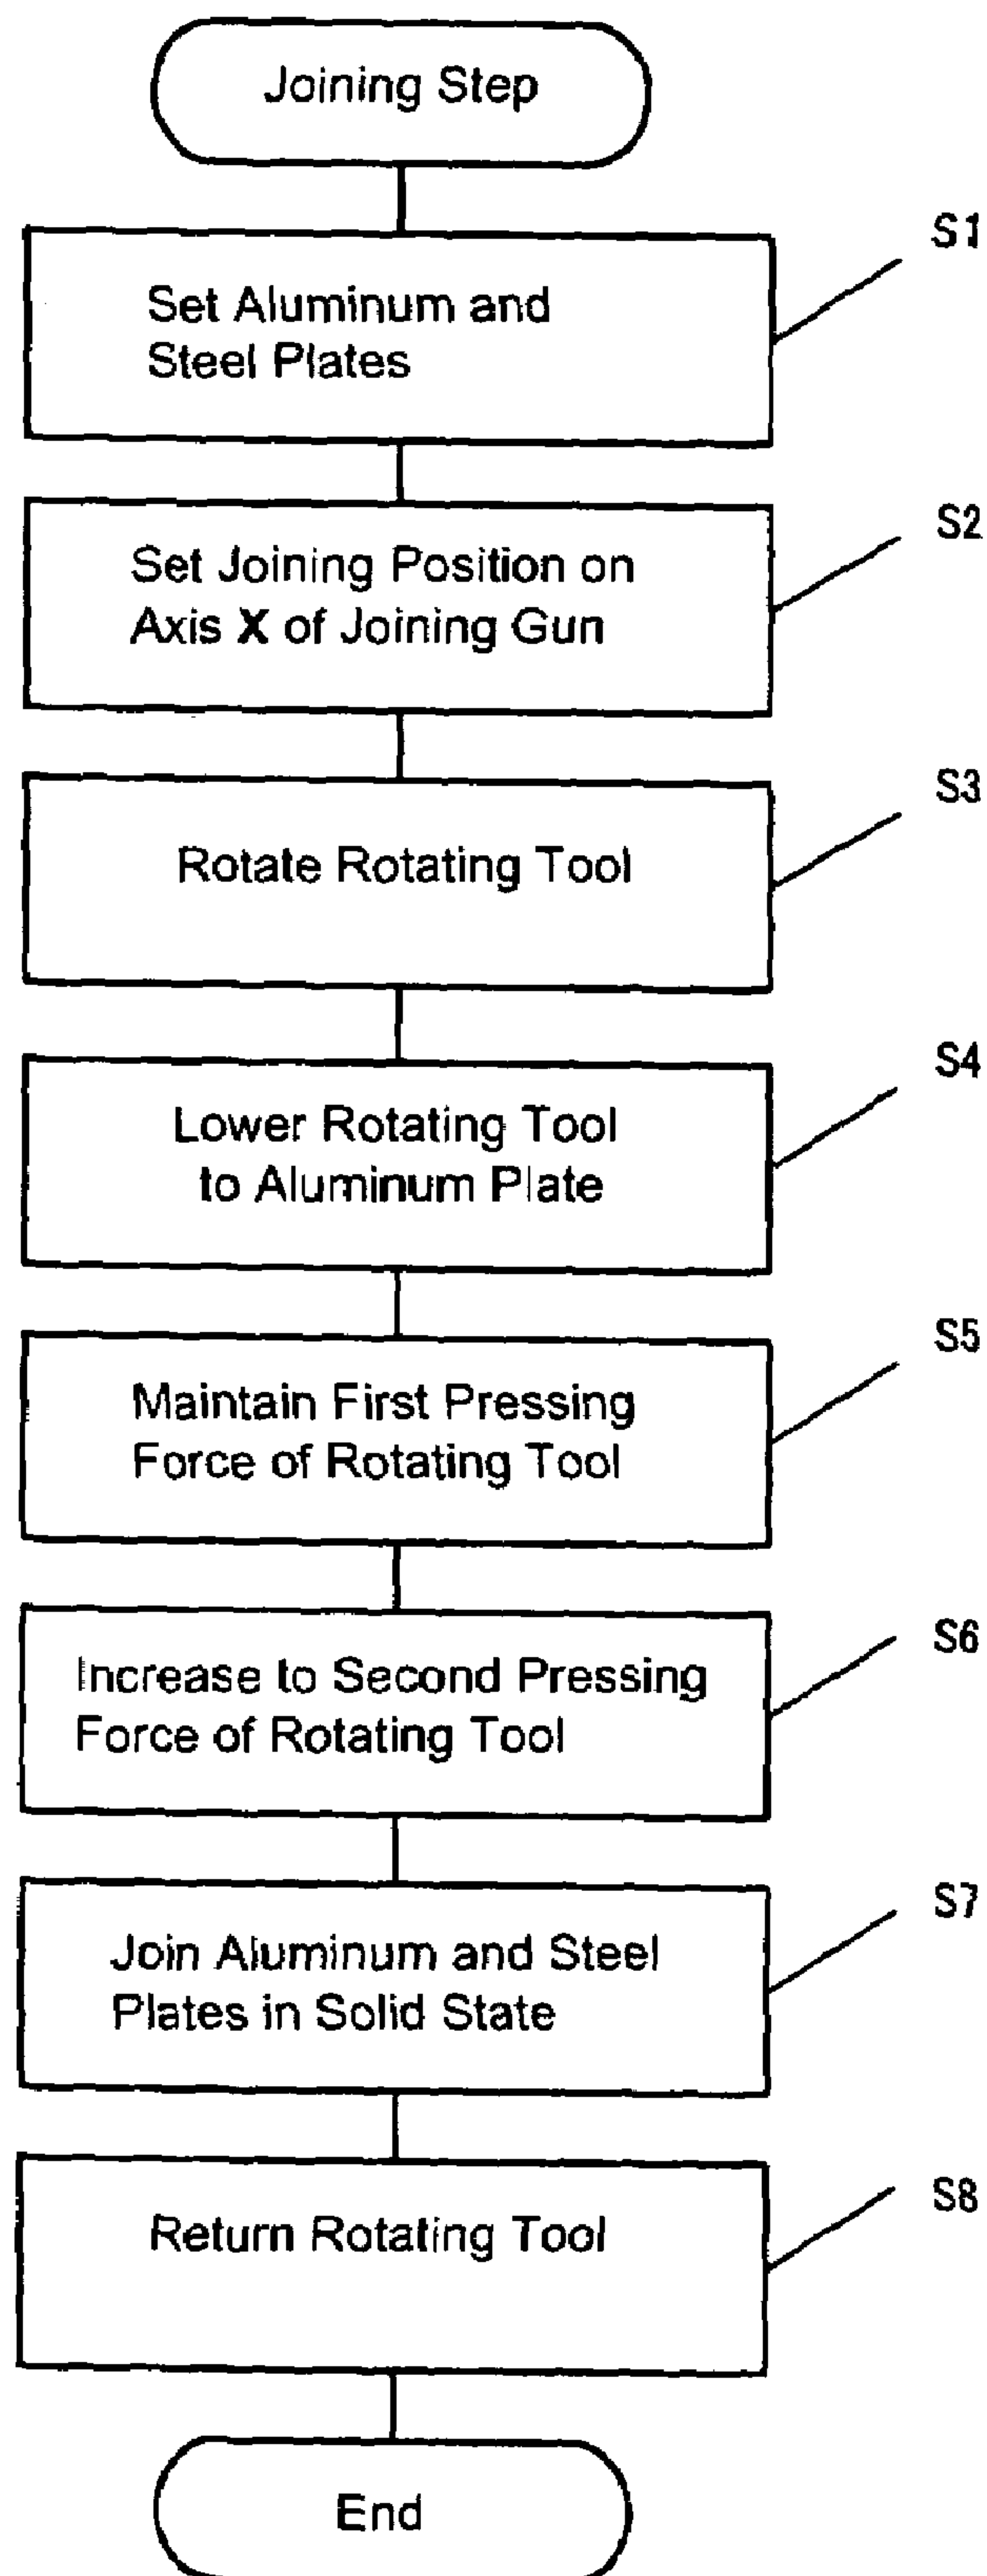 Joining Step
S1
Set Aluminum and
Steel Plates
S2
Set Joining Position on
Axis X of Joining Gun
S3
Rotate Rotating Tool
S4
Lower Rotating Tool
to Aluminum Plate
S5
Maintain First Pressing
Force of Rotating Tool
S6
Increase to Second Pressing
Force of Rotating Tool
S7
Join Aluminum and Steel
Plates in Solid State
S8
Return Rotating Tool
End